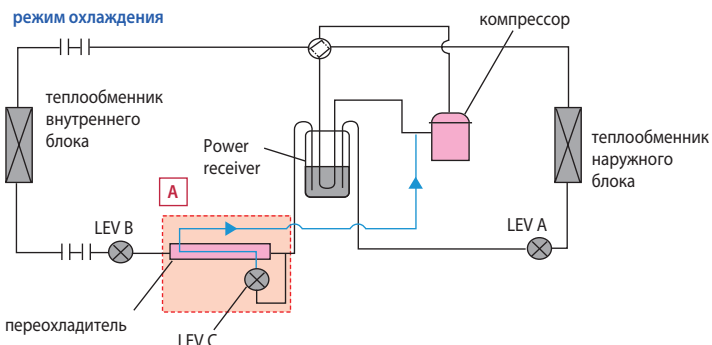 режим охлаждения
компрессор
теплообменник
внутреннего
блока
Power
receiver
теплообменник
наружного
блока
A
LEV B
LEV A
переохладитель
LEV C